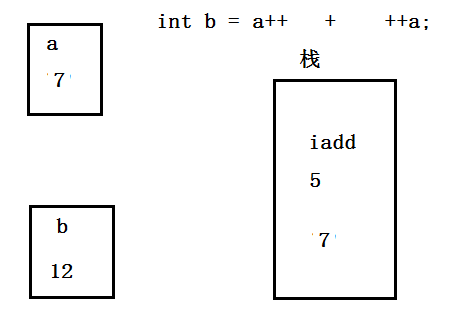 int b = a++ + ++a;
a
7
栈
iadd
5
7
b
12